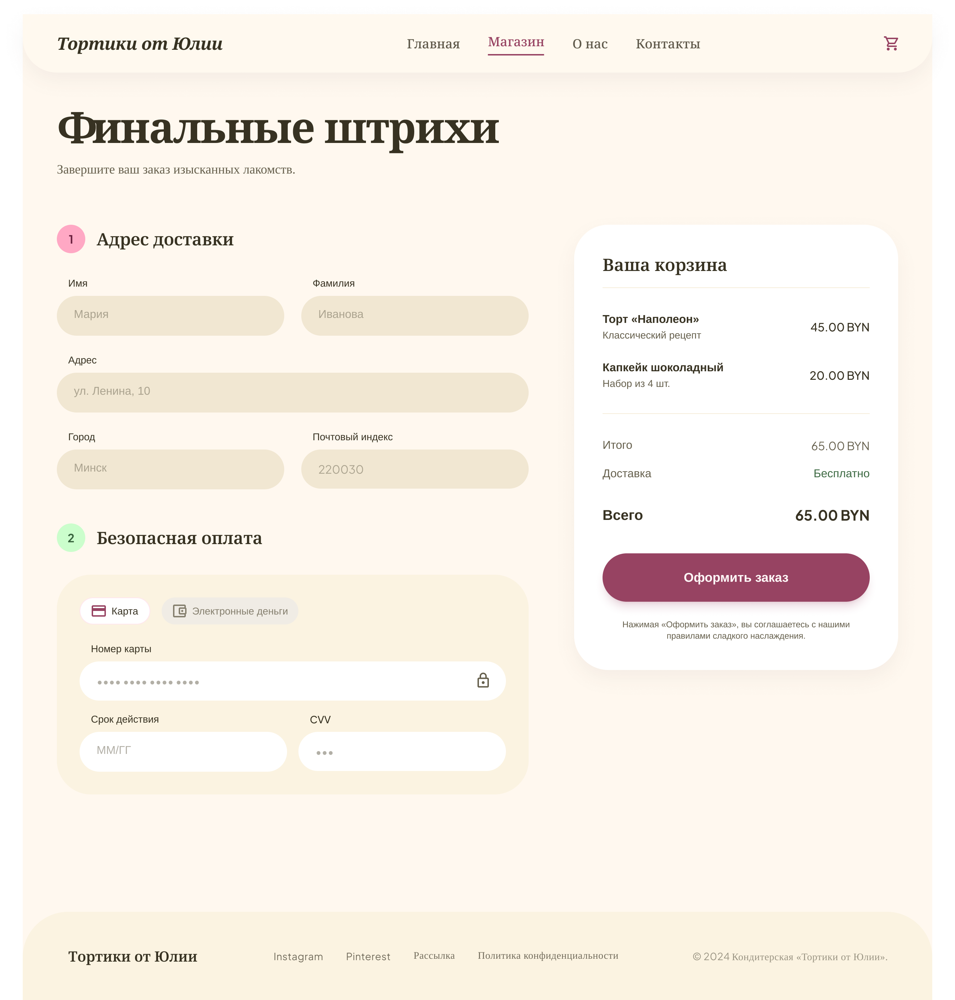 Тортики от Юлии
Главная
Магазин
О нас
Контакты
Финальные штрихи
Завершите ваш заказ изысканных лакомств.
1
Адрес доставки
Имя
Фамилия
Мария
Иванова
Адрес
ул. Ленина, 10
Город
Почтовый индекс
Минск
220030
2
Безопасная оплата
Карта
Электронные деньги
Номер карты
•••• •••• •••• ••••
Срок действия
CVV
ММ/ГГ
•••
Ваша корзина
Торт «Наполеон»
Классический рецепт
45.00 BYN
Капкейк шоколадный
Набор из 4 шт.
20.00 BYN
Итого
65.00 BYN
Доставка
Бесплатно
Всего
65.00 BYN
Оформить заказ
Нажимая «Оформить заказ», вы соглашаетесь с нашими
правилами сладкого наслаждения.
Тортики от Юлии
Instagram
Pinterest
Рассылка
Политика конфиденциальности
© 2024 Кондитерская «Тортики от Юлии».